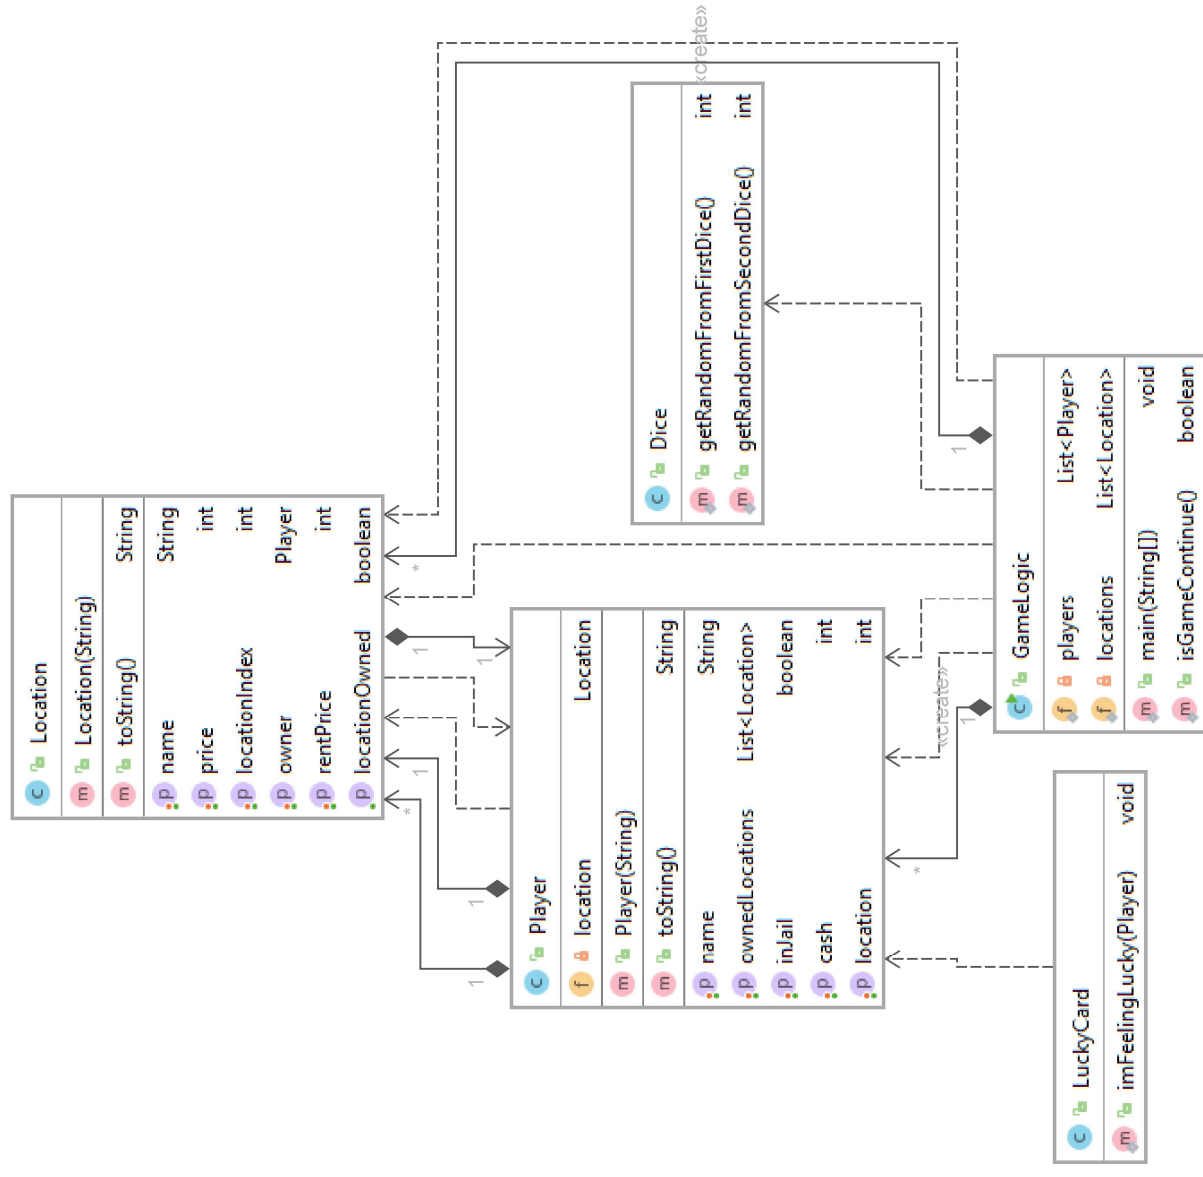 Location
Location(String)
toString() String
name String
price int
locationIndex int
owner Player
rentPrice int
locationOwned boolean
Player
location Location
Player(String)
toString() String
name String
ownedLocations List<Location>
inJail boolean
cash int
location int
Dice
getRandomFromFirstDice() int
getRandomFromSecondDice() int
GameLogic
players List<Player>
locations List<Location>
main(String[]) void
isGameContinue() boolean
LuckyCard
imFeelingLucky(Player) void
«create»
«create»
1
*
1
1
1
1
*
1
*
1